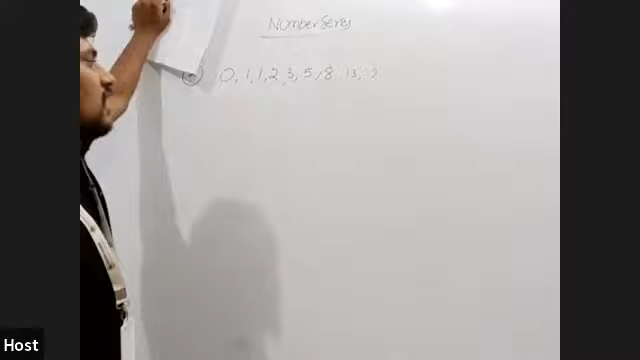 Number Series
0, 1, 1, 2, 3, 5, 8, 13,
Host